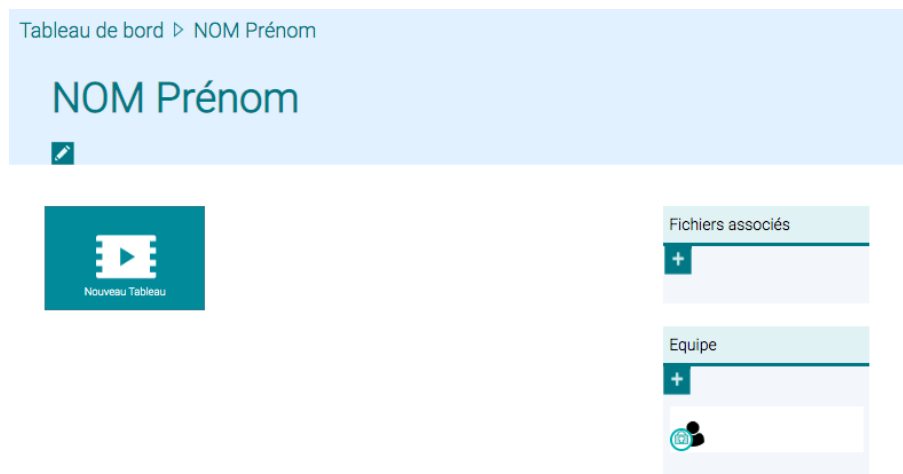 Tableau de bord ▷ NOM Prénom
NOM Prénom
Nouveau Tableau
Fichiers associés
+
Equipe
+